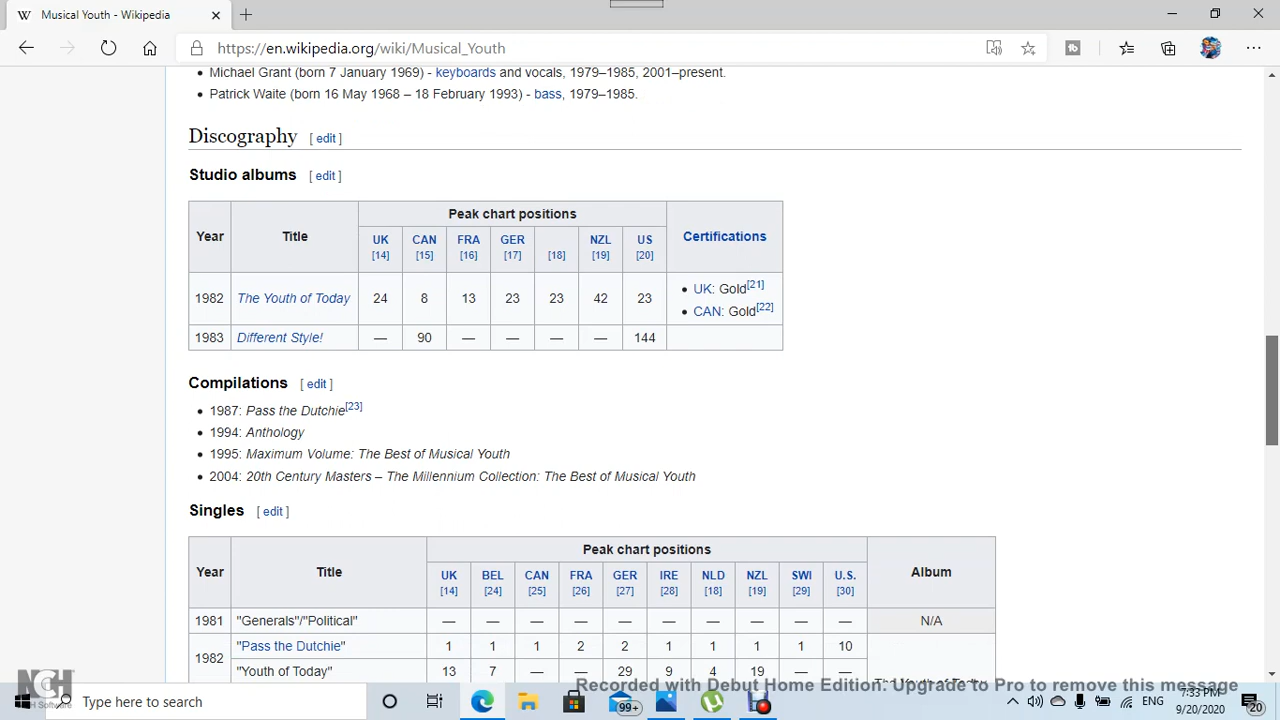 Musical Youth - Wikipedia
https://en.wikipedia.org/wiki/Musical_Youth
Michael Grant (born 7 January 1969) - keyboards and vocals, 1979–1985, 2001–present.
Patrick Waite (born 16 May 1968 – 18 February 1993) - bass, 1979–1985.
Discography [ edit ]
Studio albums [ edit ]
Year Title Peak chart positions Certifications
UK [14] CAN [15] FRA [16] GER [17] [18] NZL [19] US [20]
1982 The Youth of Today 24 8 13 23 23 42 23 • UK: Gold[21]
• CAN: Gold[22]
1983 Different Style! — 90 — — — — 144
Compilations [ edit ]
• 1987: Pass the Dutchie[23]
• 1994: Anthology
• 1995: Maximum Volume: The Best of Musical Youth
• 2004: 20th Century Masters – The Millennium Collection: The Best of Musical Youth
Singles [ edit ]
Year Title Peak chart positions Album
UK [14] BEL [24] CAN [25] FRA [26] GER [27] IRE [28] NLD [18] NZL [19] SWI [29] U.S. [30]
1981 "Generals"/"Political" — — — — — — — — — — N/A
1982 "Pass the Dutchie" 1 1 1 2 2 1 1 1 1 10
"Youth of Today" 13 7 — — 29 9 4 19 — —
Recorded with Debut Home Edition: Upgrade to Pro to remove this message
NCH
NCH Software
Type here to search
99+
ENG
7:33 PM
9/20/2020
20